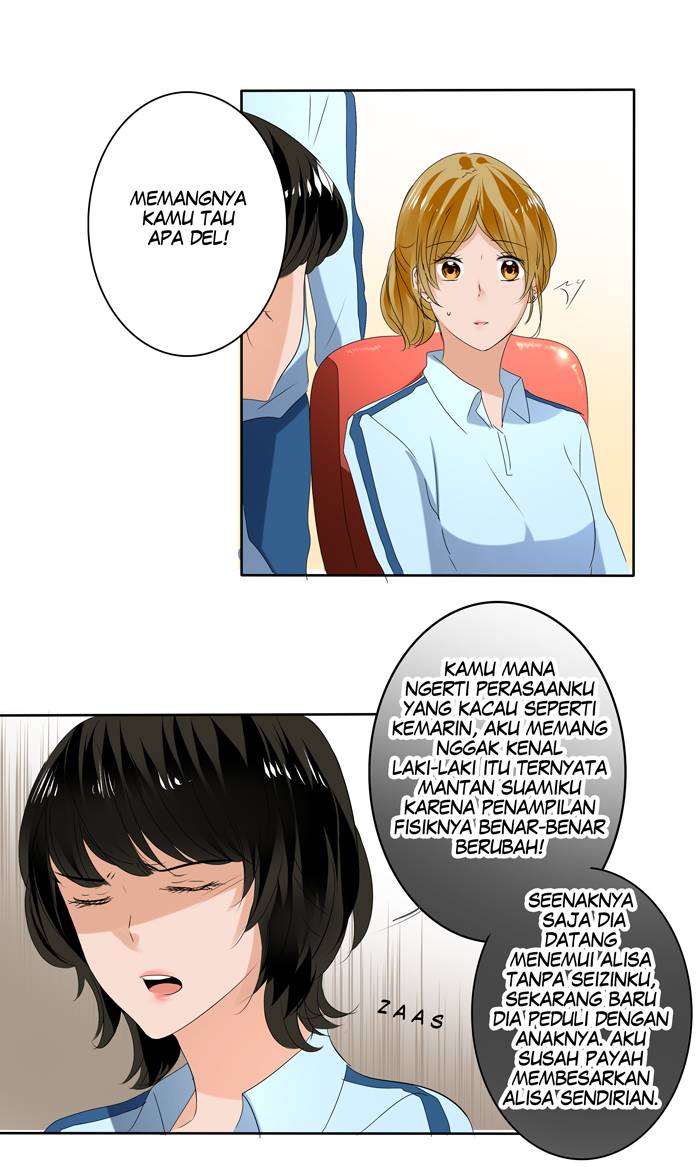 MEMANGNYA
KAMU TAU
APA DEL!
KAMU MANA
NGERTI PERASAANKU
YANG KACAU SEPERTI
KEMARIN, AKU MEMANG
NGGAK KENAL
LAKI-LAKI ITU TERNYATA
MANTAN SUAMIKU
KARENA PENAMPILAN
FISIKNYA BENAR-BENAR
BERUBAH!
SEENAKNYA
SAJA DIA
DATANG
MENEMUI ALISA
TANPA SEIZINKU,
SEKARANG BARU
DIA PEDULI DENGAN
ANAKNYA. AKU
SUSAH PAYAH
MEMBESARKAN
ALISA SENDIRIAN.
ZAAS